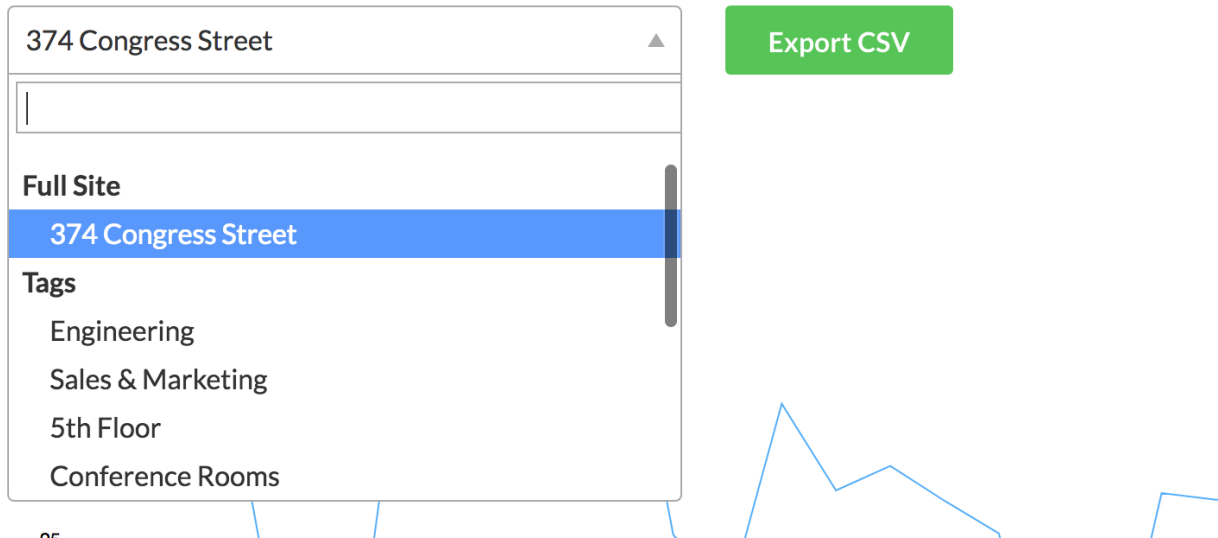 374 Congress Street
Export CSV
Full Site
374 Congress Street
Tags
Engineering
Sales & Marketing
5th Floor
Conference Rooms